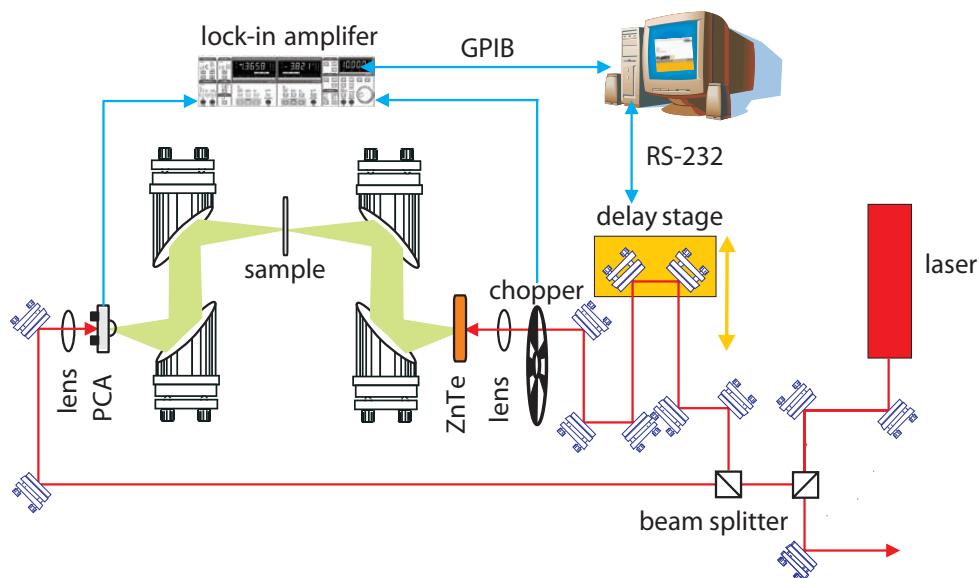 lock-in amplifer
GPIB
RS-232
delay stage
laser
sample
chopper
lens
PCA
ZnTe
lens
beam splitter